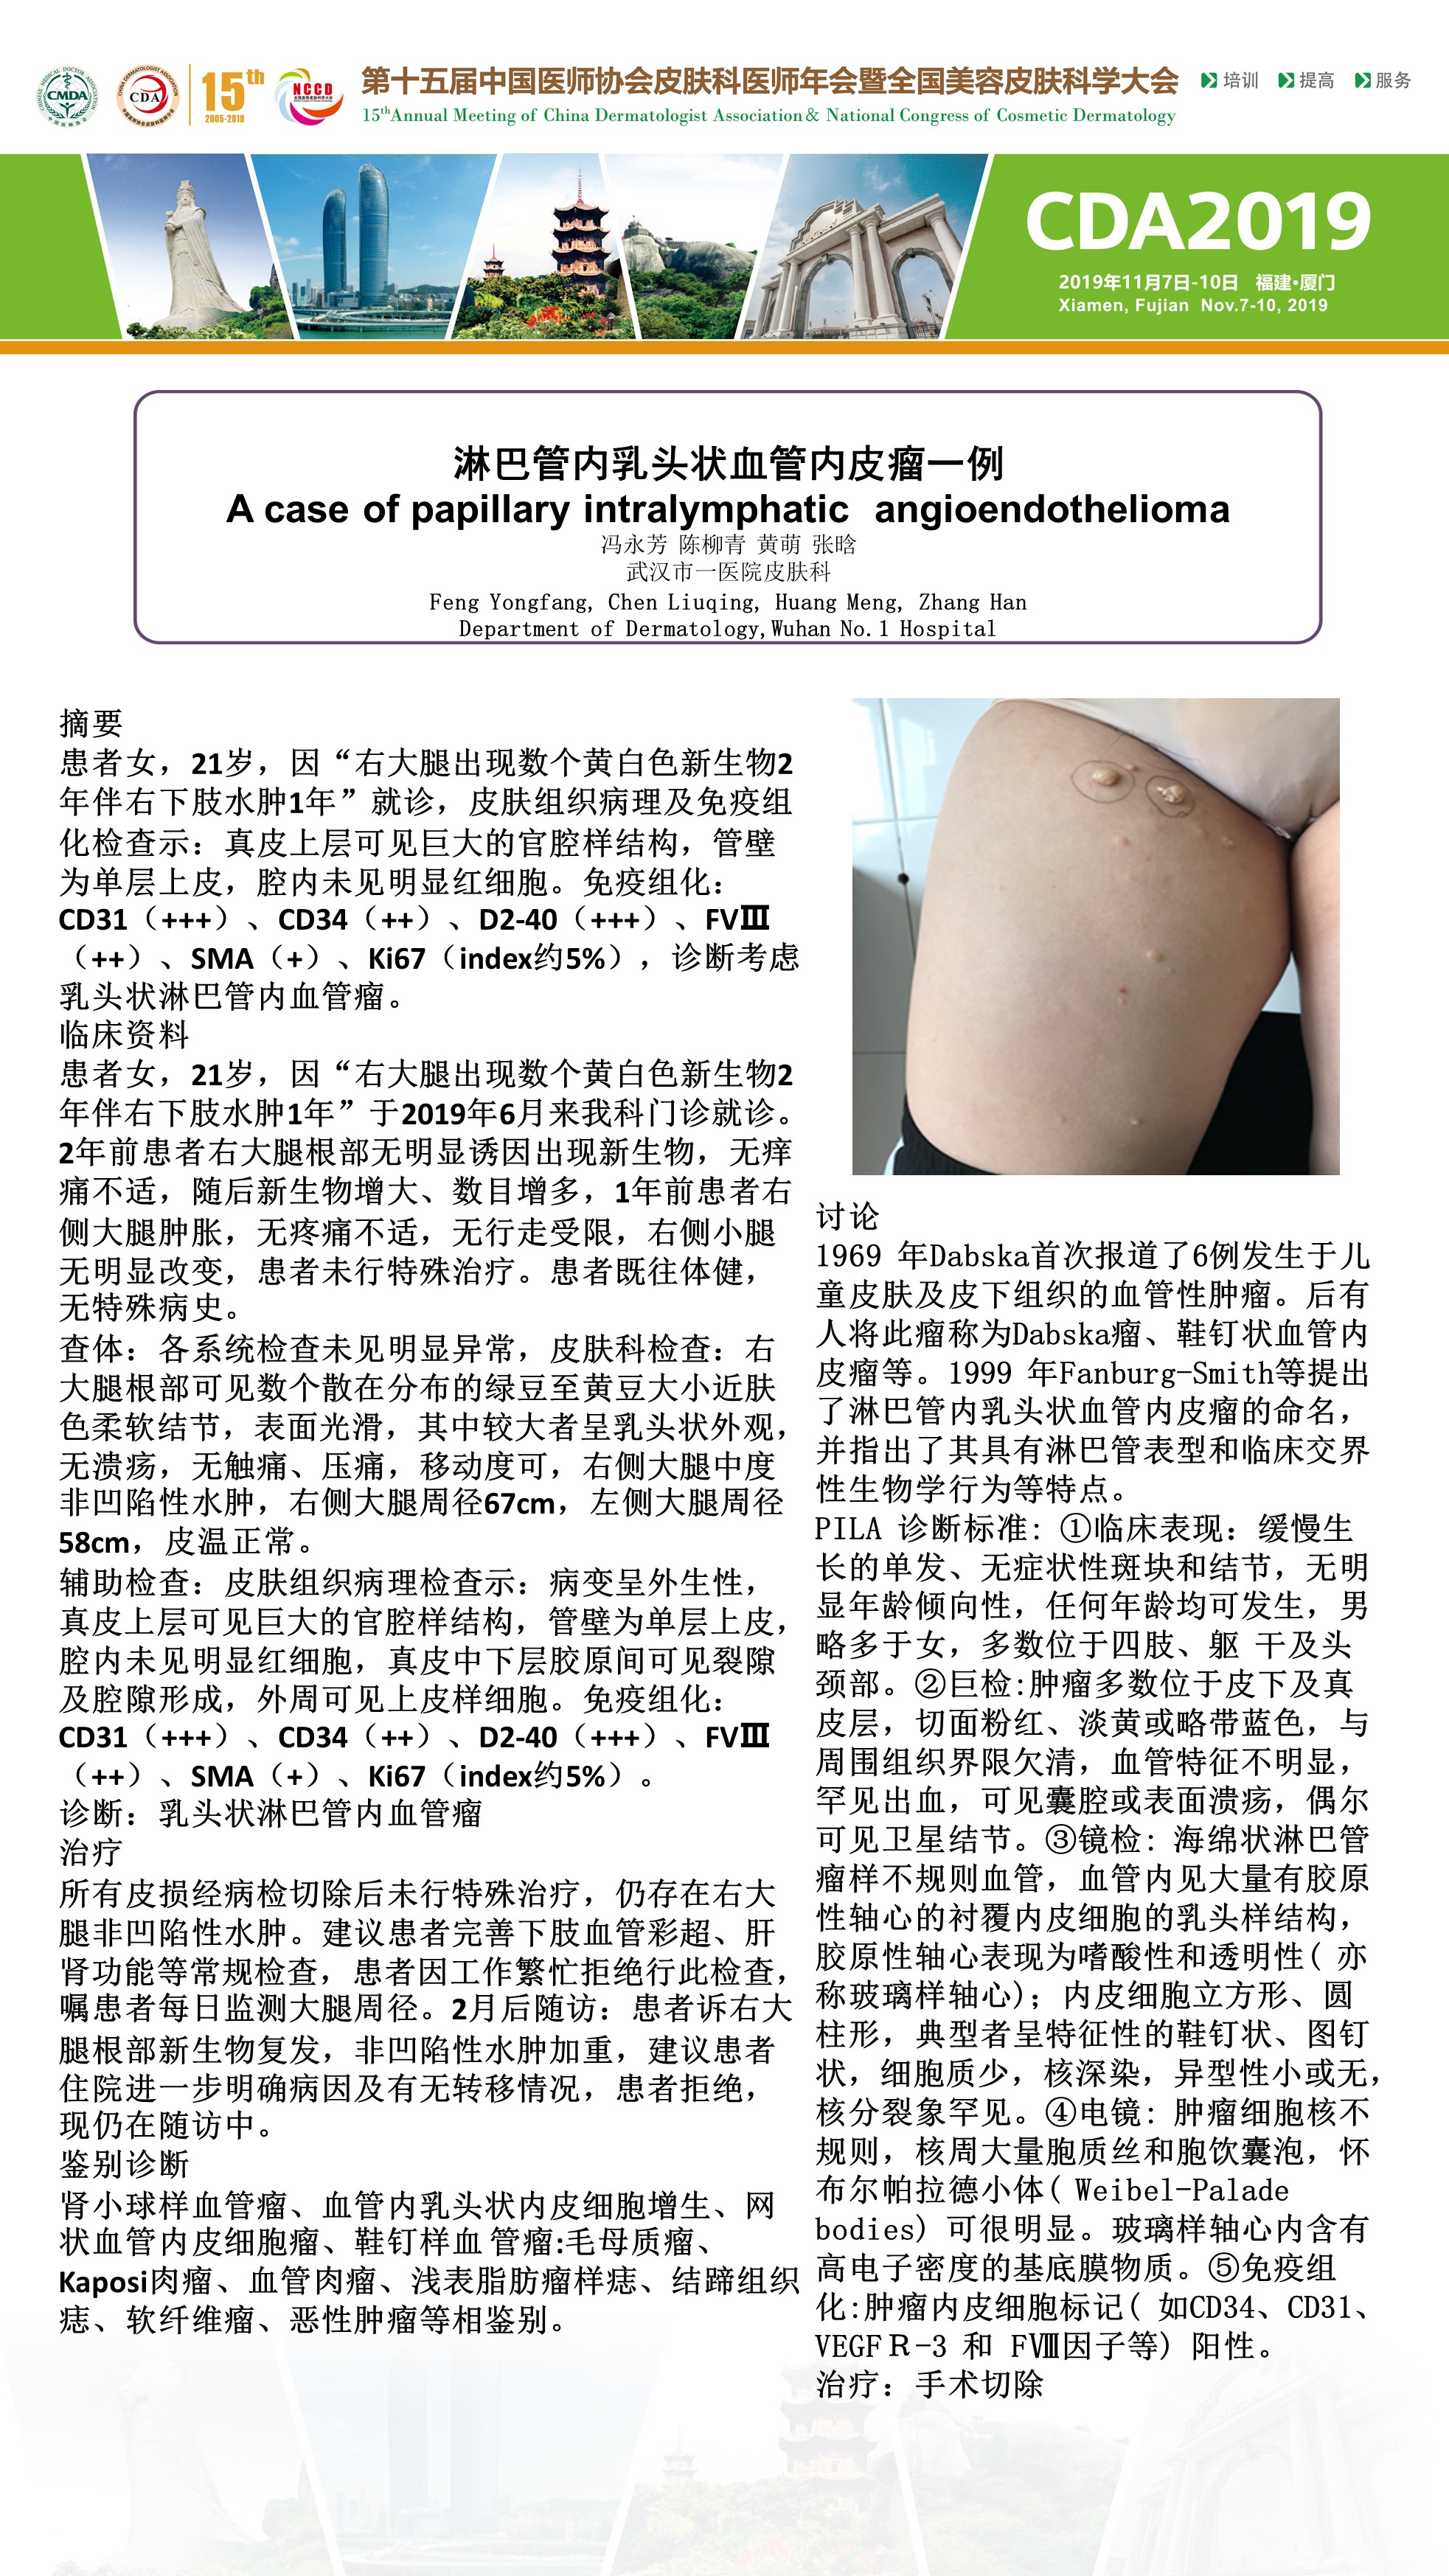 CHINESE MEDICAL DOCTOR ASSOCIATION
CMDA
中国医师协会
CHINA DERMATOLOGIST ASSOCIATION
CDA
15th
2005-2019
NCCD
第十五届中国医师协会皮肤科医师年会暨全国美容皮肤科学大会
15thAnnual Meeting of China Dermatologist Association& National Congress of Cosmetic Dermatology
培训 提高 服务
CDA2019
2019年11月7日-10日 福建·厦门
Xiamen, Fujian Nov.7-10, 2019
淋巴管内乳头状血管内皮瘤一例
A case of papillary intralymphatic angioendothelioma
冯永芳 陈柳青 黄萌 张晗
武汉市一医院皮肤科
Feng Yongfang, Chen Liuqing, Huang Meng, Zhang Han
Department of Dermatology,Wuhan No.1 Hospital
摘要
患者女，21岁，因“右大腿出现数个黄白色新生物2
年伴右下肢水肿1年”就诊，皮肤组织病理及免疫组
化检查示：真皮上层可见巨大的官腔样结构，管壁
为单层上皮，腔内未见明显红细胞。免疫组化：
CD31（+++）、CD34（++）、D2-40（+++）、FVⅢ
（++）、SMA（+）、Ki67（index约5%），诊断考虑
乳头状淋巴管内血管瘤。
临床资料
患者女，21岁，因“右大腿出现数个黄白色新生物2
年伴右下肢水肿1年”于2019年6月来我科门诊就诊。
2年前患者右大腿根部无明显诱因出现新生物，无痒
痛不适，随后新生物增大、数目增多，1年前患者右
侧大腿肿胀，无疼痛不适，无行走受限，右侧小腿
无明显改变，患者未行特殊治疗。患者既往体健，
无特殊病史。
查体：各系统检查未见明显异常，皮肤科检查：右
大腿根部可见数个散在分布的绿豆至黄豆大小近肤
色柔软结节，表面光滑，其中较大者呈乳头状外观，
无溃疡，无触痛、压痛，移动度可，右侧大腿中度
非凹陷性水肿，右侧大腿周径67cm，左侧大腿周径
58cm，皮温正常。
辅助检查：皮肤组织病理检查示：病变呈外生性，
真皮上层可见巨大的官腔样结构，管壁为单层上皮，
腔内未见明显红细胞，真皮中下层胶原间可见裂隙
及腔隙形成，外周可见上皮样细胞。免疫组化：
CD31（+++）、CD34（++）、D2-40（+++）、FVⅢ
（++）、SMA（+）、Ki67（index约5%）。
诊断：乳头状淋巴管内血管瘤
治疗
所有皮损经病检切除后未行特殊治疗，仍存在右大
腿非凹陷性水肿。建议患者完善下肢血管彩超、肝
肾功能等常规检查，患者因工作繁忙拒绝行此检查，
嘱患者每日监测大腿周径。2月后随访：患者诉右大
腿根部新生物复发，非凹陷性水肿加重，建议患者
住院进一步明确病因及有无转移情况，患者拒绝，
现仍在随访中。
鉴别诊断
肾小球样血管瘤、血管内乳头状内皮细胞增生、网
状血管内皮细胞瘤、鞋钉样血管瘤:毛母质瘤、
Kaposi肉瘤、血管肉瘤、浅表脂肪瘤样痣、结蹄组织
痣、软纤维瘤、恶性肿瘤等相鉴别。
讨论
1969 年Dabska首次报道了6例发生于儿
童皮肤及皮下组织的血管性肿瘤。后有
人将此瘤称为Dabska瘤、鞋钉状血管内
皮瘤等。1999 年Fanburg-Smith等提出
了淋巴管内乳头状血管内皮瘤的命名，
并指出了其具有淋巴管表型和临床交界
性生物学行为等特点。
PILA 诊断标准：①临床表现：缓慢生
长的单发、无症状性斑块和结节，无明
显年龄倾向性，任何年龄均可发生，男
略多于女，多数位于四肢、躯 干及头
颈部。②巨检:肿瘤多数位于皮下及真
皮层，切面粉红、淡黄或略带蓝色，与
周围组织界限欠清，血管特征不明显，
罕见出血，可见囊腔或表面溃疡，偶尔
可见卫星结节。③镜检：海绵状淋巴管
瘤样不规则血管，血管内见大量有胶原
性轴心的衬覆内皮细胞的乳头样结构，
胶原性轴心表现为嗜酸性和透明性( 亦
称玻璃样轴心)；内皮细胞立方形、圆
柱形，典型者呈特征性的鞋钉状、图钉
状，细胞质少，核深染，异型性小或无，
核分裂象罕见。④电镜：肿瘤细胞核不
规则，核周大量胞质丝和胞饮囊泡，怀
布尔帕拉德小体( Weibel-Palade
bodies) 可很明显。玻璃样轴心内含有
高电子密度的基底膜物质。⑤免疫组
化:肿瘤内皮细胞标记( 如CD34、CD31、
VEGFＲ-3 和 FⅧ因子等) 阳性。
治疗：手术切除